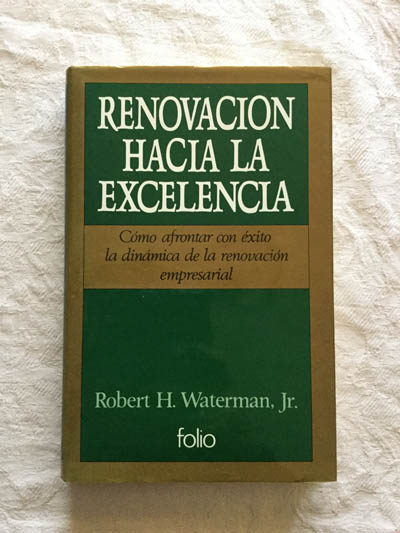 RENOVACION
HACIA LA
EXCELENCIA
Cómo afrontar con éxito
la dinámica de la renovación
empresarial
Robert H. Waterman, Jr.
folio